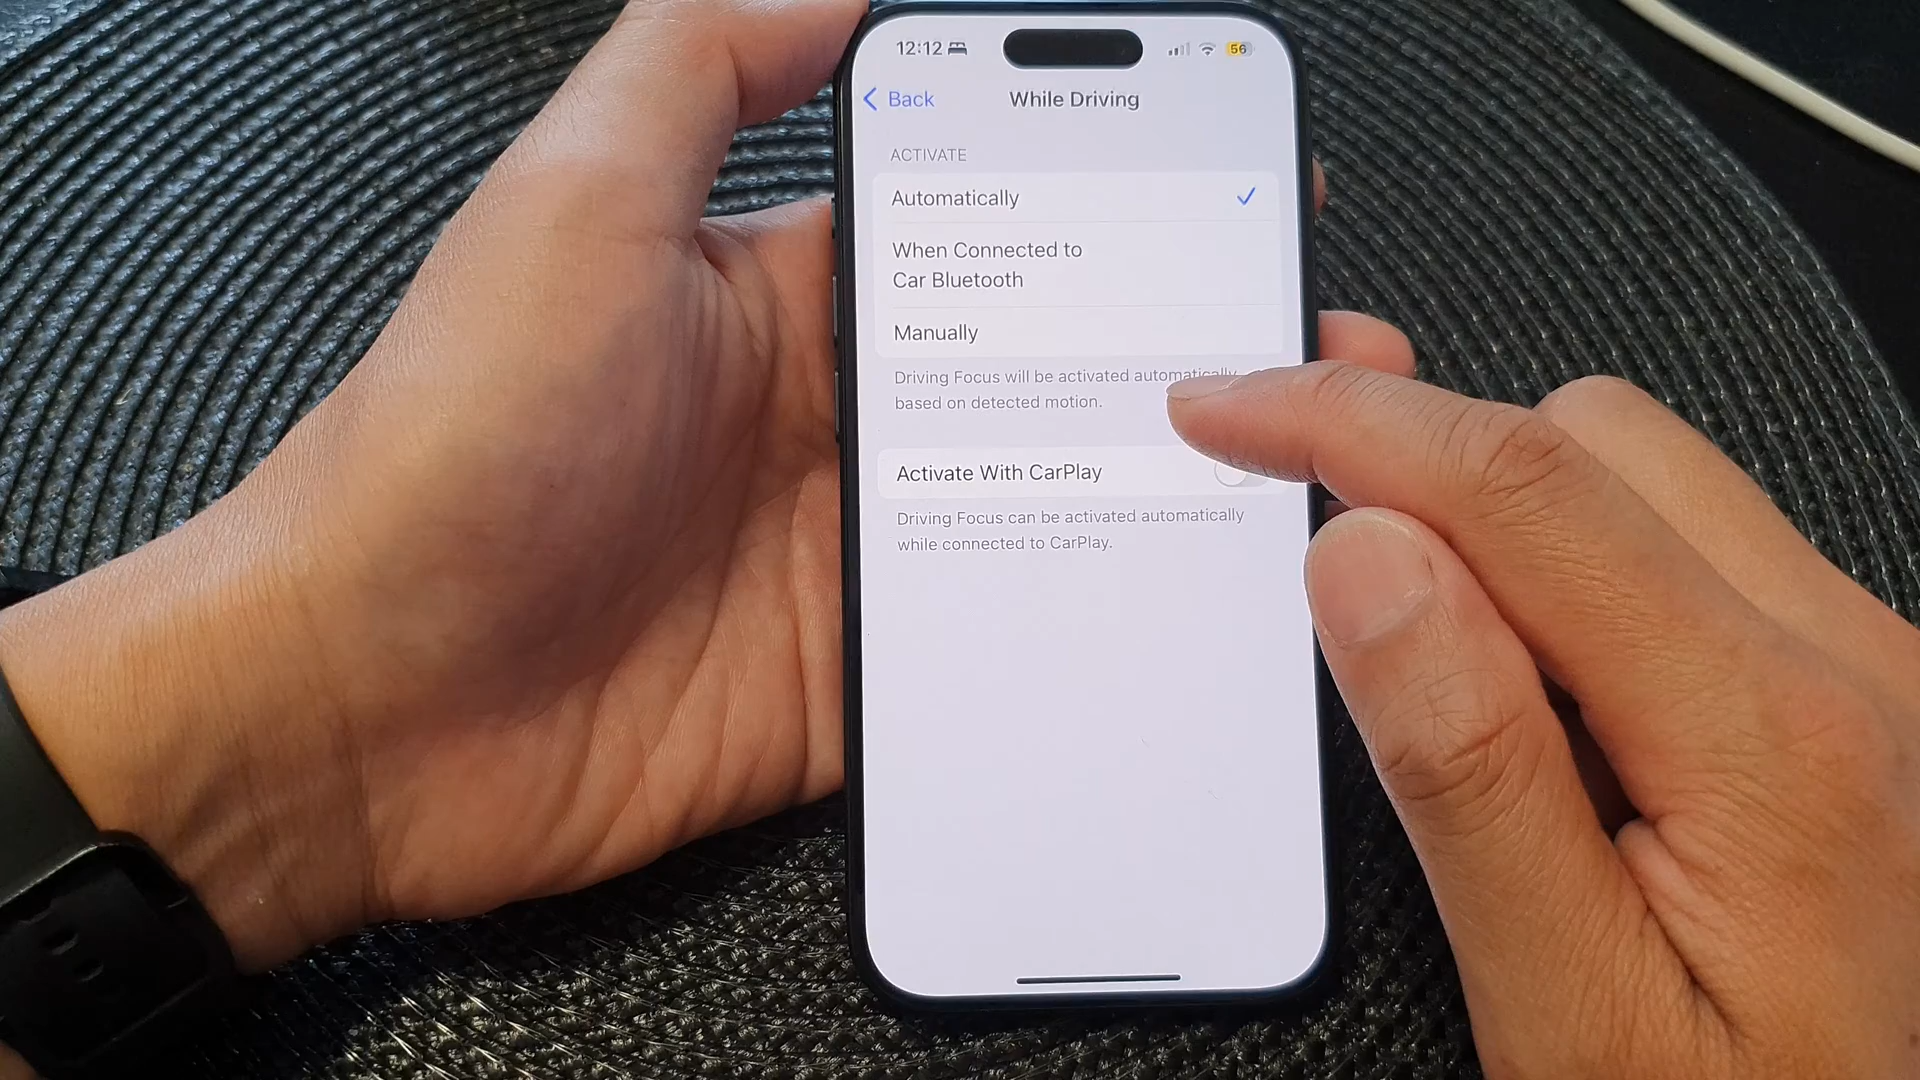 12:12
56
Back
While Driving
ACTIVATE
Automatically
When Connected to
Car Bluetooth
Manually
Driving Focus will be activated automatically
based on detected motion.
Activate With CarPlay
Driving Focus can be activated automatically
while connected to CarPlay.